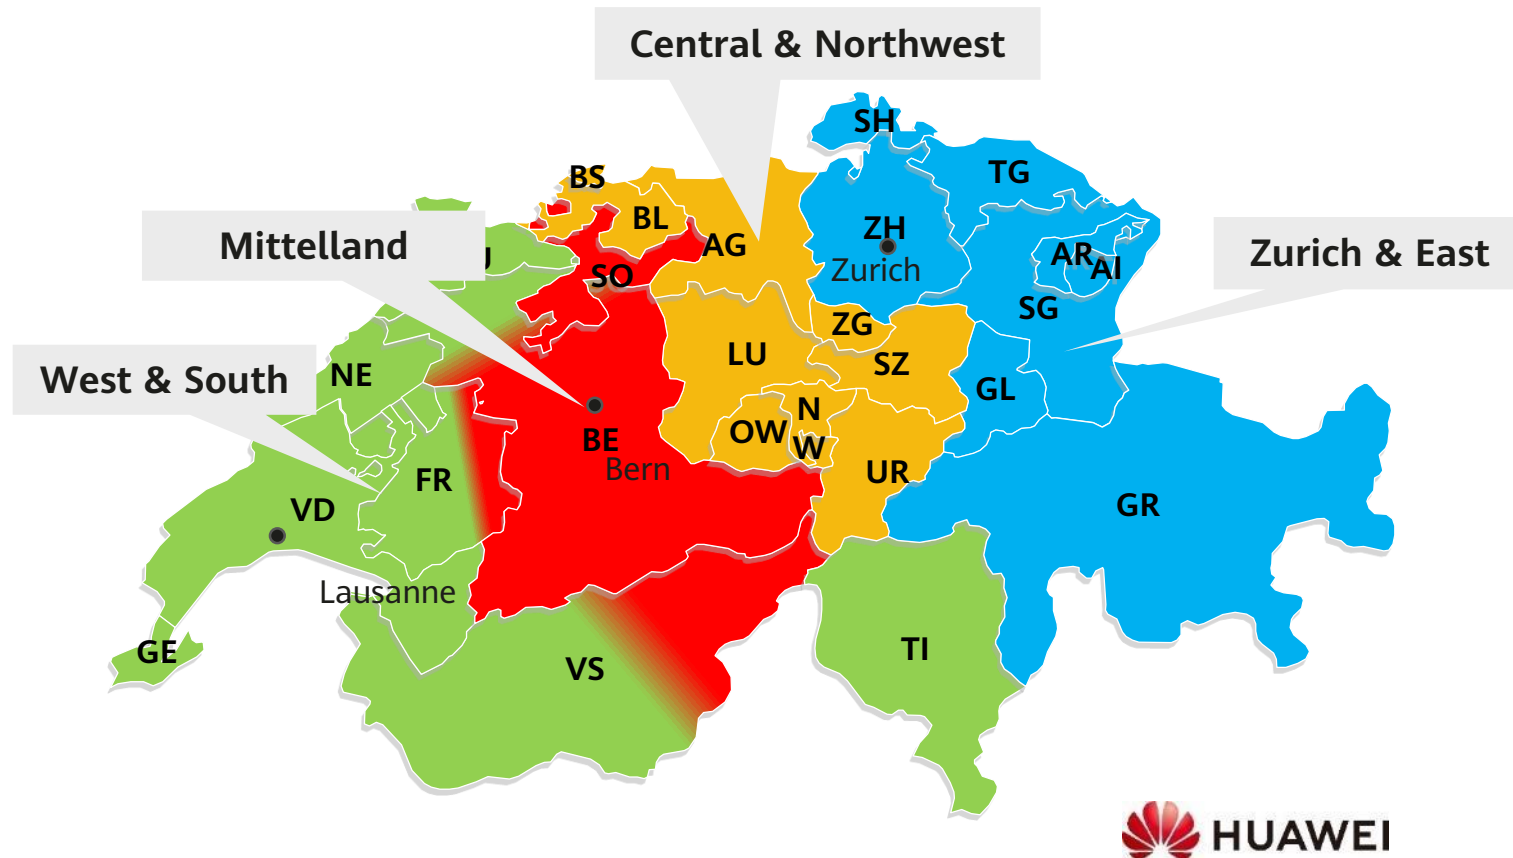 Central & Northwest
SH
TG
BS
BL
ZH
AG
Mittelland
Zurich & East
AR
AI
Zurich
SO
SG
ZG
LU
SZ
NE
West & South
GL
N
W
OW
BE
Bern
UR
FR
VD
GR
Lausanne
GE
VS
TI
HUAWEI